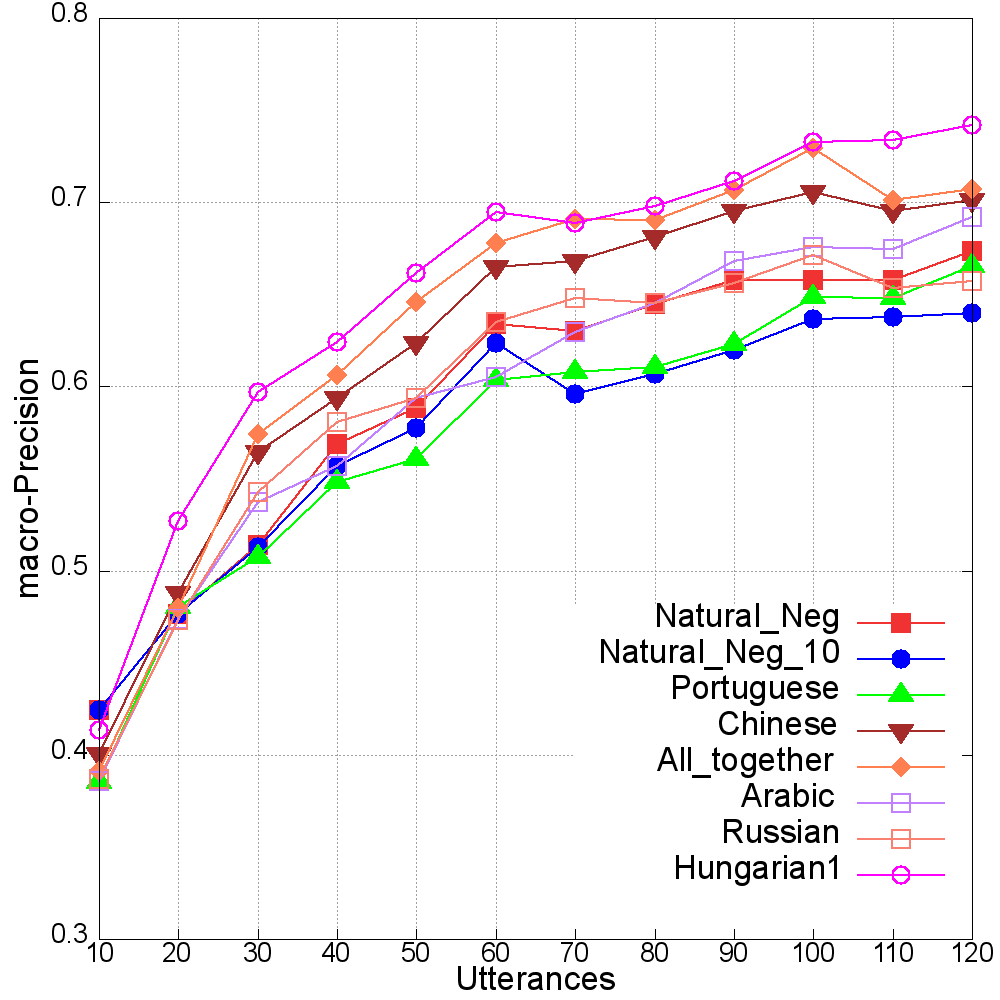 0.8
0.7
0.6
0.5
0.4
0.3
macro-Precision
Natural_Neg
Natural_Neg_10
Portuguese
Chinese
All_together
Arabic
Russian
Hungarian1
10 20 30 40 50 60 70 80 90 100 110 120
Utterances